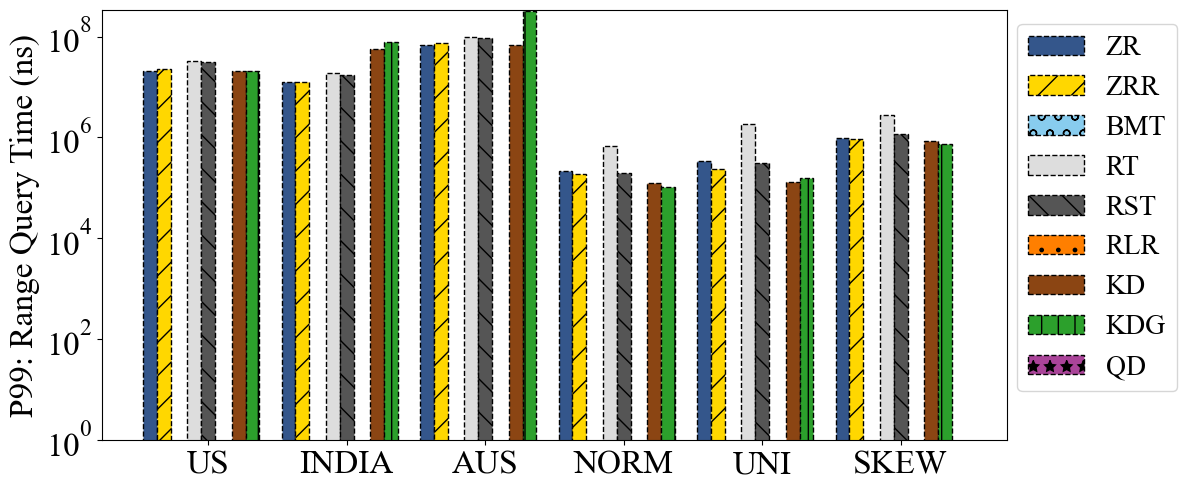 P99: Range Query Time (ns)
10^8
10^6
10^4
10^2
10^0
US INDIA AUS NORM UNI SKEW
ZR
ZRR
BMT
RT
RST
RLR
KD
KDG
QD